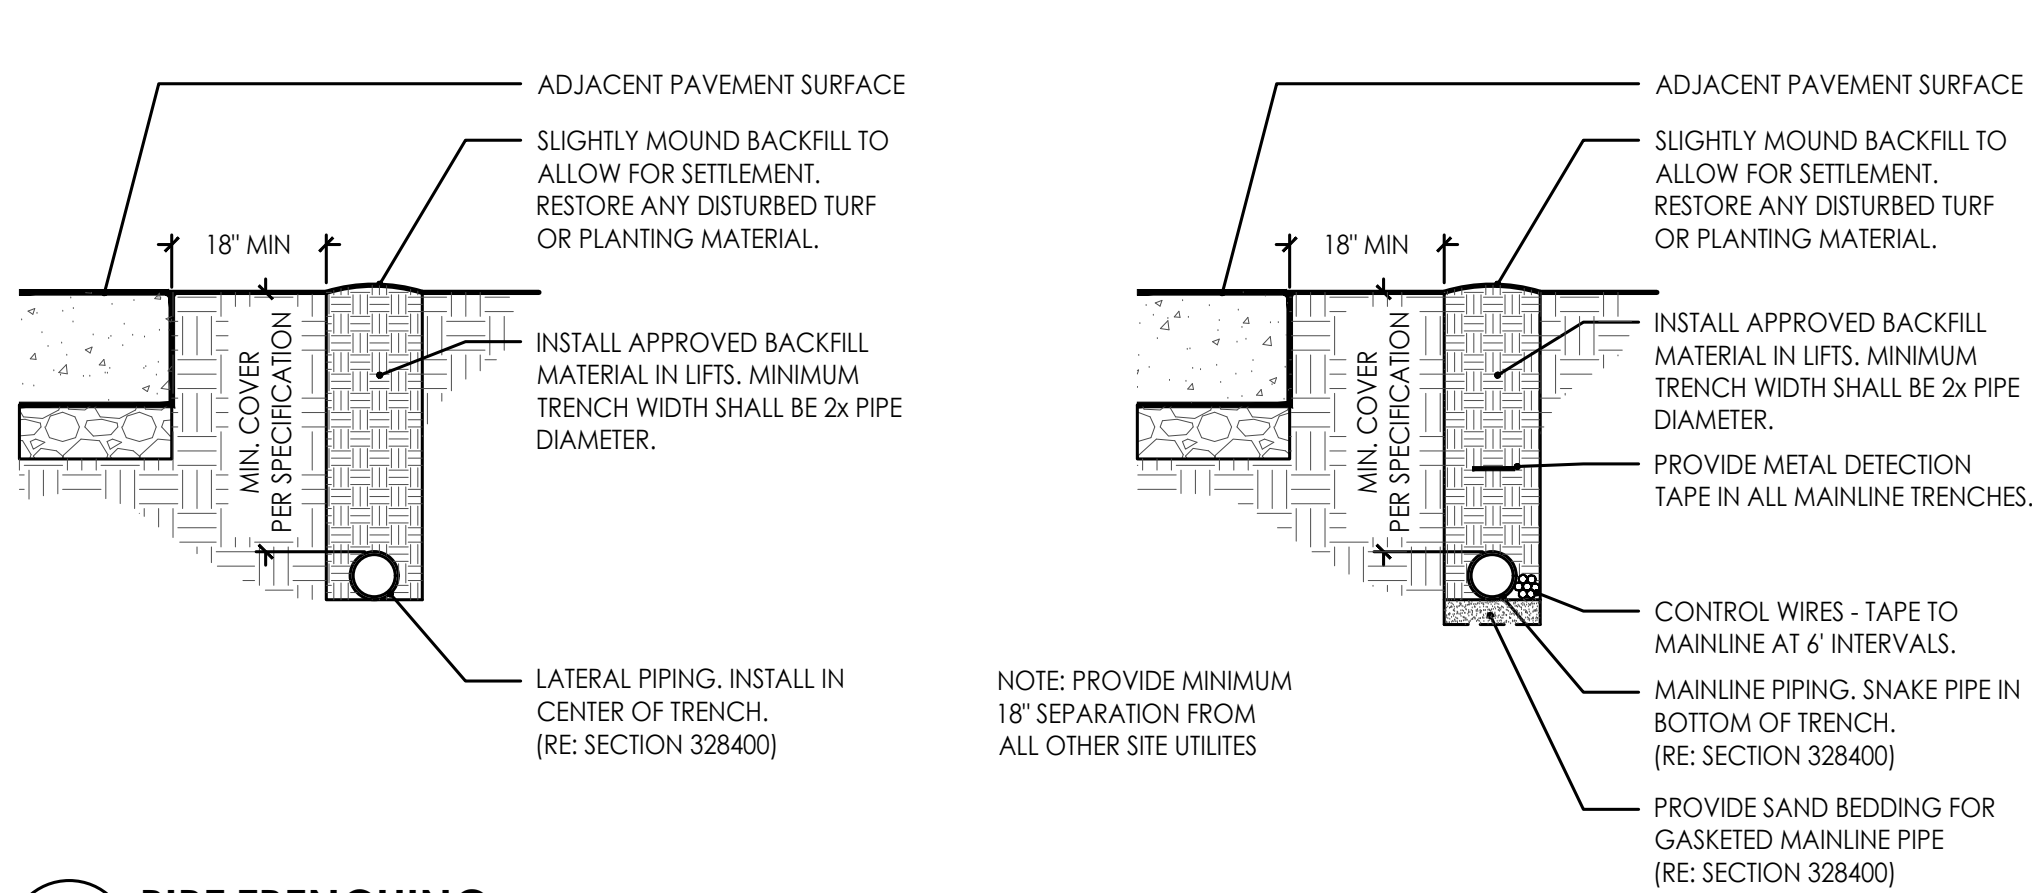 ADJACENT PAVEMENT SURFACE
SLIGHTLY MOUND BACKFILL TO
ALLOW FOR SETTLEMENT.
RESTORE ANY DISTURBED TURF
OR PLANTING MATERIAL.
18" MIN
MIN. COVER
PER SPECIFICATION
INSTALL APPROVED BACKFILL
MATERIAL IN LIFTS. MINIMUM
TRENCH WIDTH SHALL BE 2x PIPE
DIAMETER.
LATERAL PIPING. INSTALL IN
CENTER OF TRENCH.
(RE: SECTION 328400)
ADJACENT PAVEMENT SURFACE
SLIGHTLY MOUND BACKFILL TO
ALLOW FOR SETTLEMENT.
RESTORE ANY DISTURBED TURF
OR PLANTING MATERIAL.
18" MIN
MIN. COVER
PER SPECIFICATION
INSTALL APPROVED BACKFILL
MATERIAL IN LIFTS. MINIMUM
TRENCH WIDTH SHALL BE 2x PIPE
DIAMETER.
PROVIDE METAL DETECTION
TAPE IN ALL MAINLINE TRENCHES.
CONTROL WIRES - TAPE TO
MAINLINE AT 6' INTERVALS.
MAINLINE PIPING. SNAKE PIPE IN
BOTTOM OF TRENCH.
(RE: SECTION 328400)
PROVIDE SAND BEDDING FOR
GASKETED MAINLINE PIPE
(RE: SECTION 328400)
NOTE: PROVIDE MINIMUM
18" SEPARATION FROM
ALL OTHER SITE UTILITES
PIPE TRENCHING